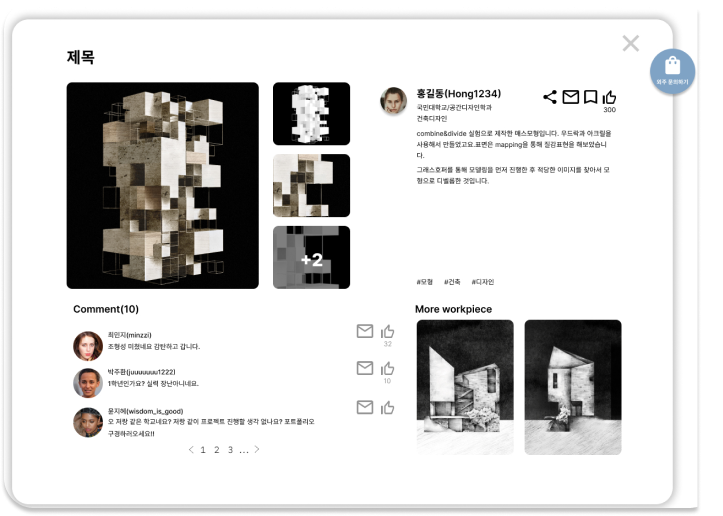 제목
외주 문의하기
+2
홍길동(Hong1234)
국민대학교/공간디자인학과
건축디자인
300
combine&divide 실험으로 제작한 매스모형입니다. 우드락과 아크릴을
사용해서 만들었고요.표면은 mapping을 통해 질감표현을 해보았습니
다.
그래스호퍼를 통해 모델링을 먼저 진행한 후 적당한 이미지를 찾아서 모
형으로 디벨롭한 것입니다.
#모형 #건축 #디자인
Comment(10)
최민지(minzzi)
조형성 미쳤네요 감탄하고 갑니다.
32
박주환(juuuuuuu1222)
1학년인가요? 실력 장난아니네요.
10
윤지혜(wisdom_is_good)
오 저랑 같은 학교네요? 저랑 같이 프로젝트 진행할 생각 없나요? 포트폴리오
구경하러오세요!!
< 1 2 3 ... >
More workpiece